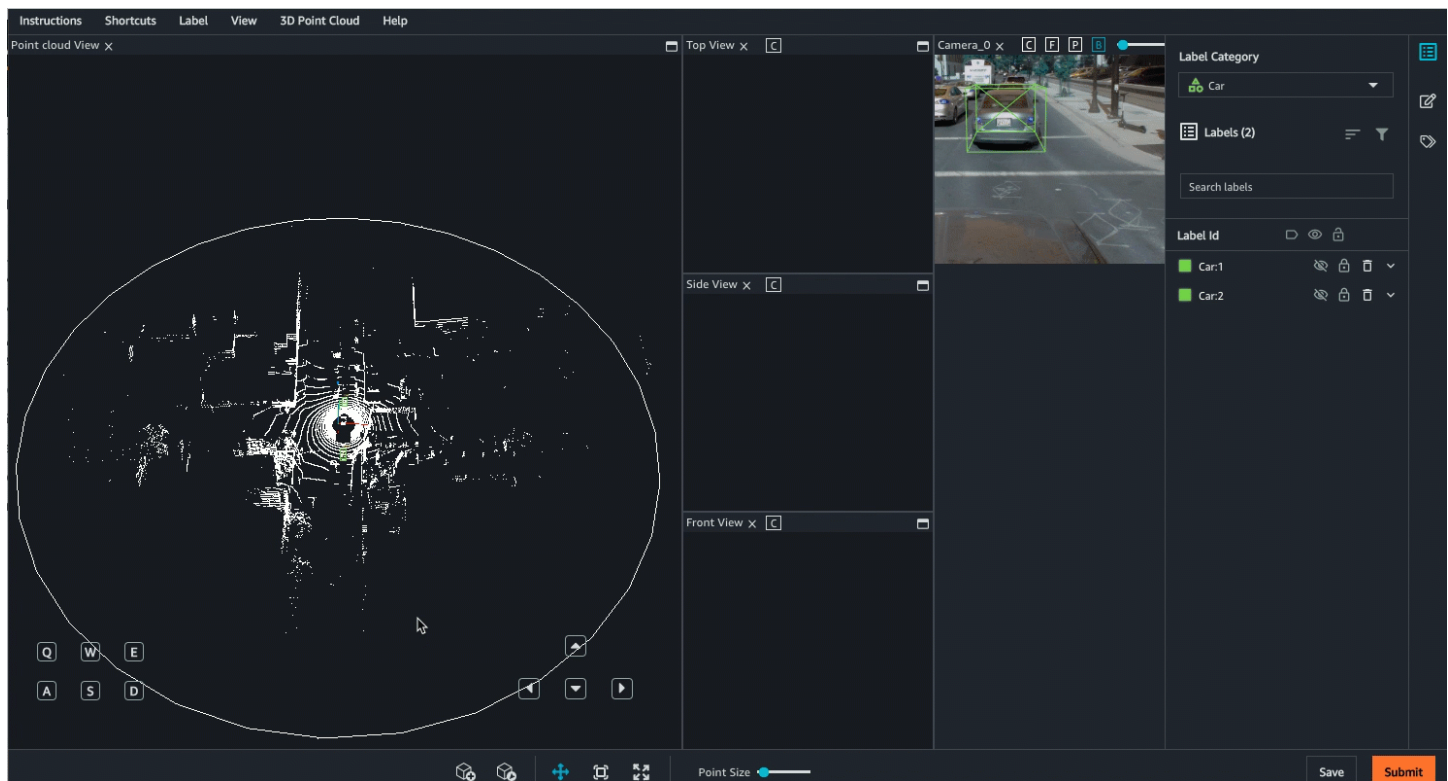 Instructions Shortcuts Label View 3D Point Cloud Help
Point cloud View x
Top View x C
Camera_0 x C F P B
Label Category
Car
Labels (2)
Search labels
Label Id
Car:1
Car:2
Side View x C
Front View x C
Q W E
A S D
Point Size
Save Submit